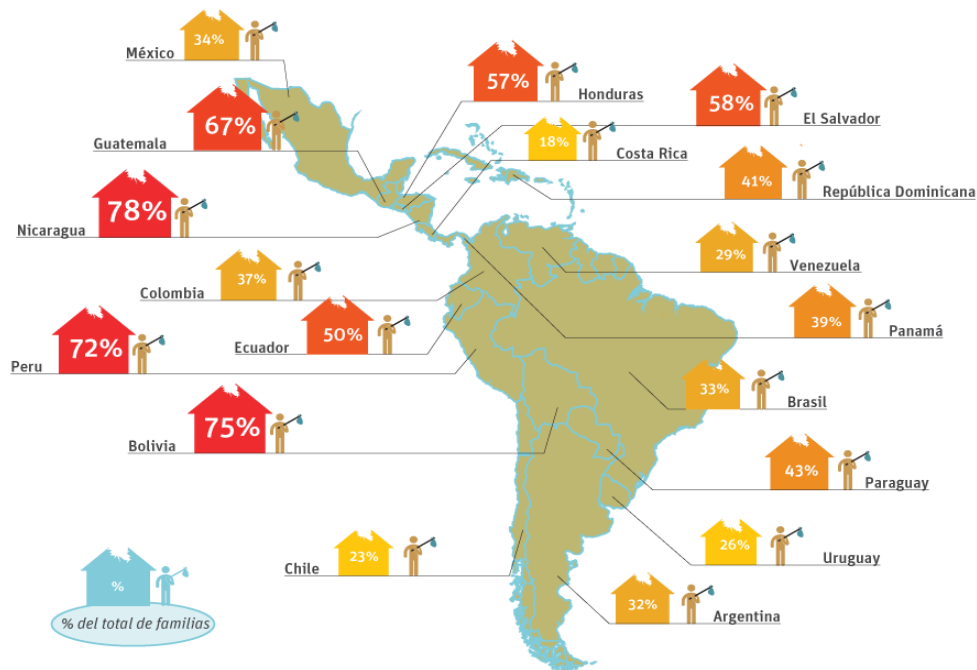 34%
México
57%
Honduras
58%
El Salvador
67%
Guatemala
18%
Costa Rica
41%
República Dominicana
78%
Nicaragua
29%
Venezuela
37%
Colombia
39%
Panamá
50%
Ecuador
72%
Peru
33%
Brasil
75%
Bolivia
43%
Paraguay
23%
Chile
26%
Uruguay
32%
Argentina
%
% del total de familias